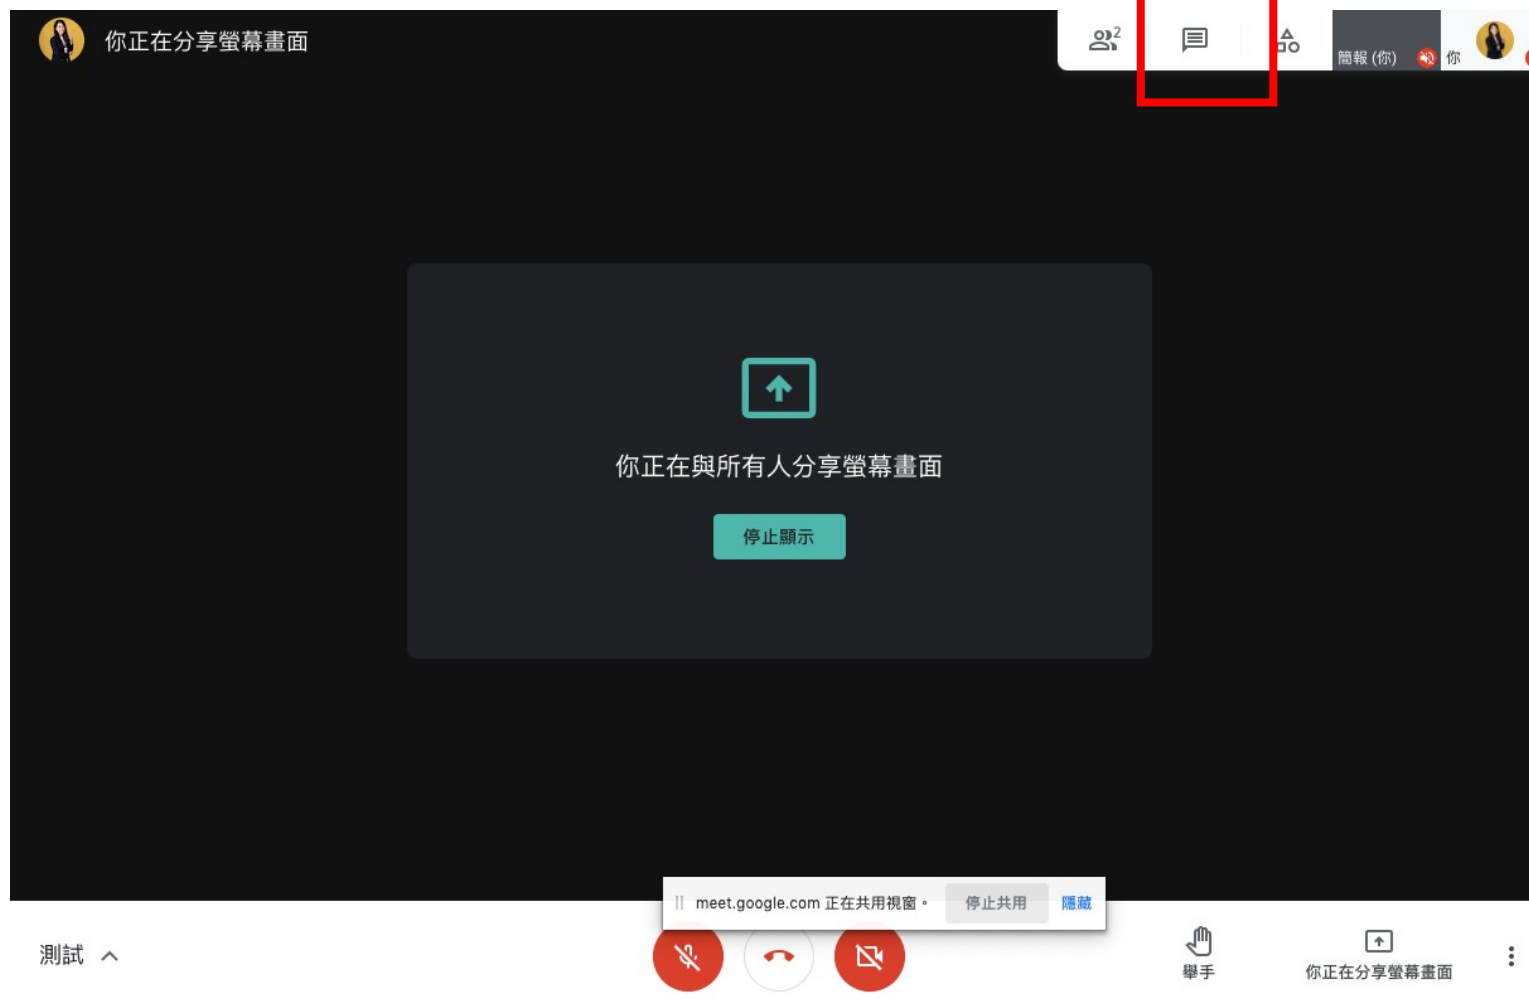 你正在分享螢幕畫面
2
簡報 (你)
你
你正在與所有人分享螢幕畫面
停止顯示
meet.google.com 正在共用視窗。
停止共用
隱藏
測試
舉手
你正在分享螢幕畫面